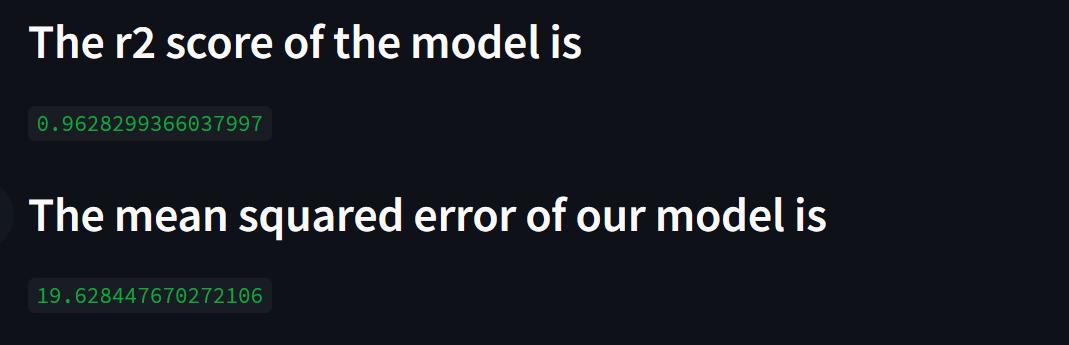 The r2 score of the model is
0.9628299366037997
The mean squared error of our model is
19.628447670272106